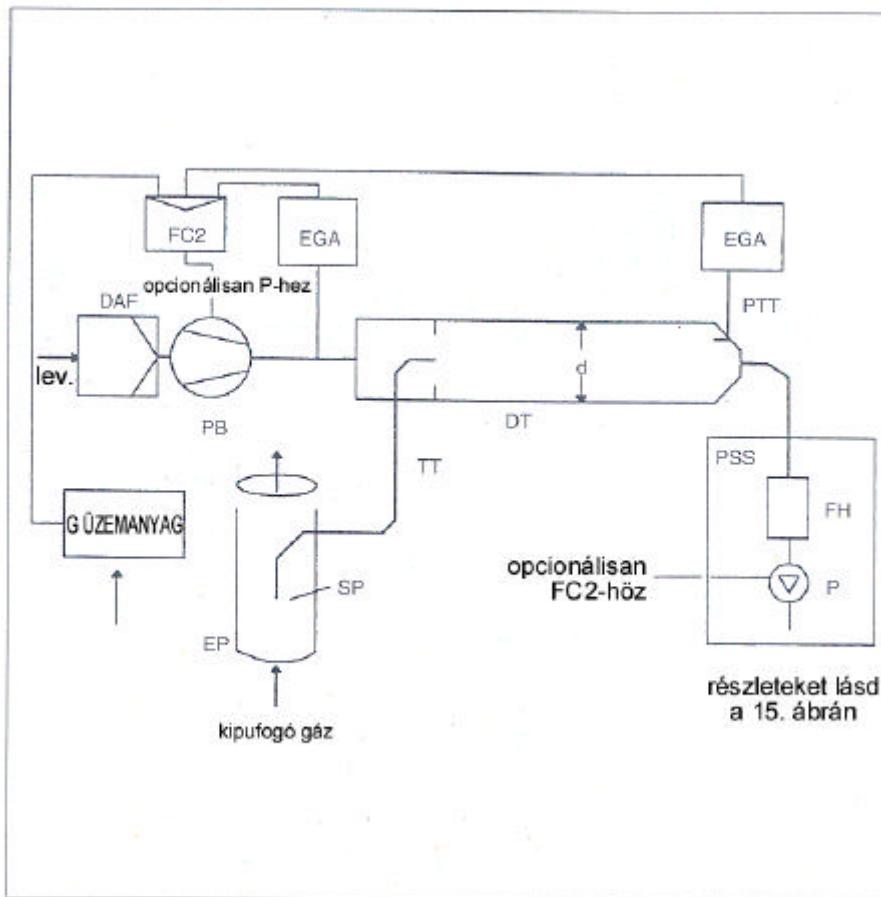 FC2
EGA
EGA
opcionálisan P-hez
DAF
PTT
lev.
d
PB
DT
TT
PSS
G ÜZEMANYAG
FH
opcionálisan
FC2-höz
SP
P
EP
részleteket lásd
a 15. ábrán
kipufogó gáz